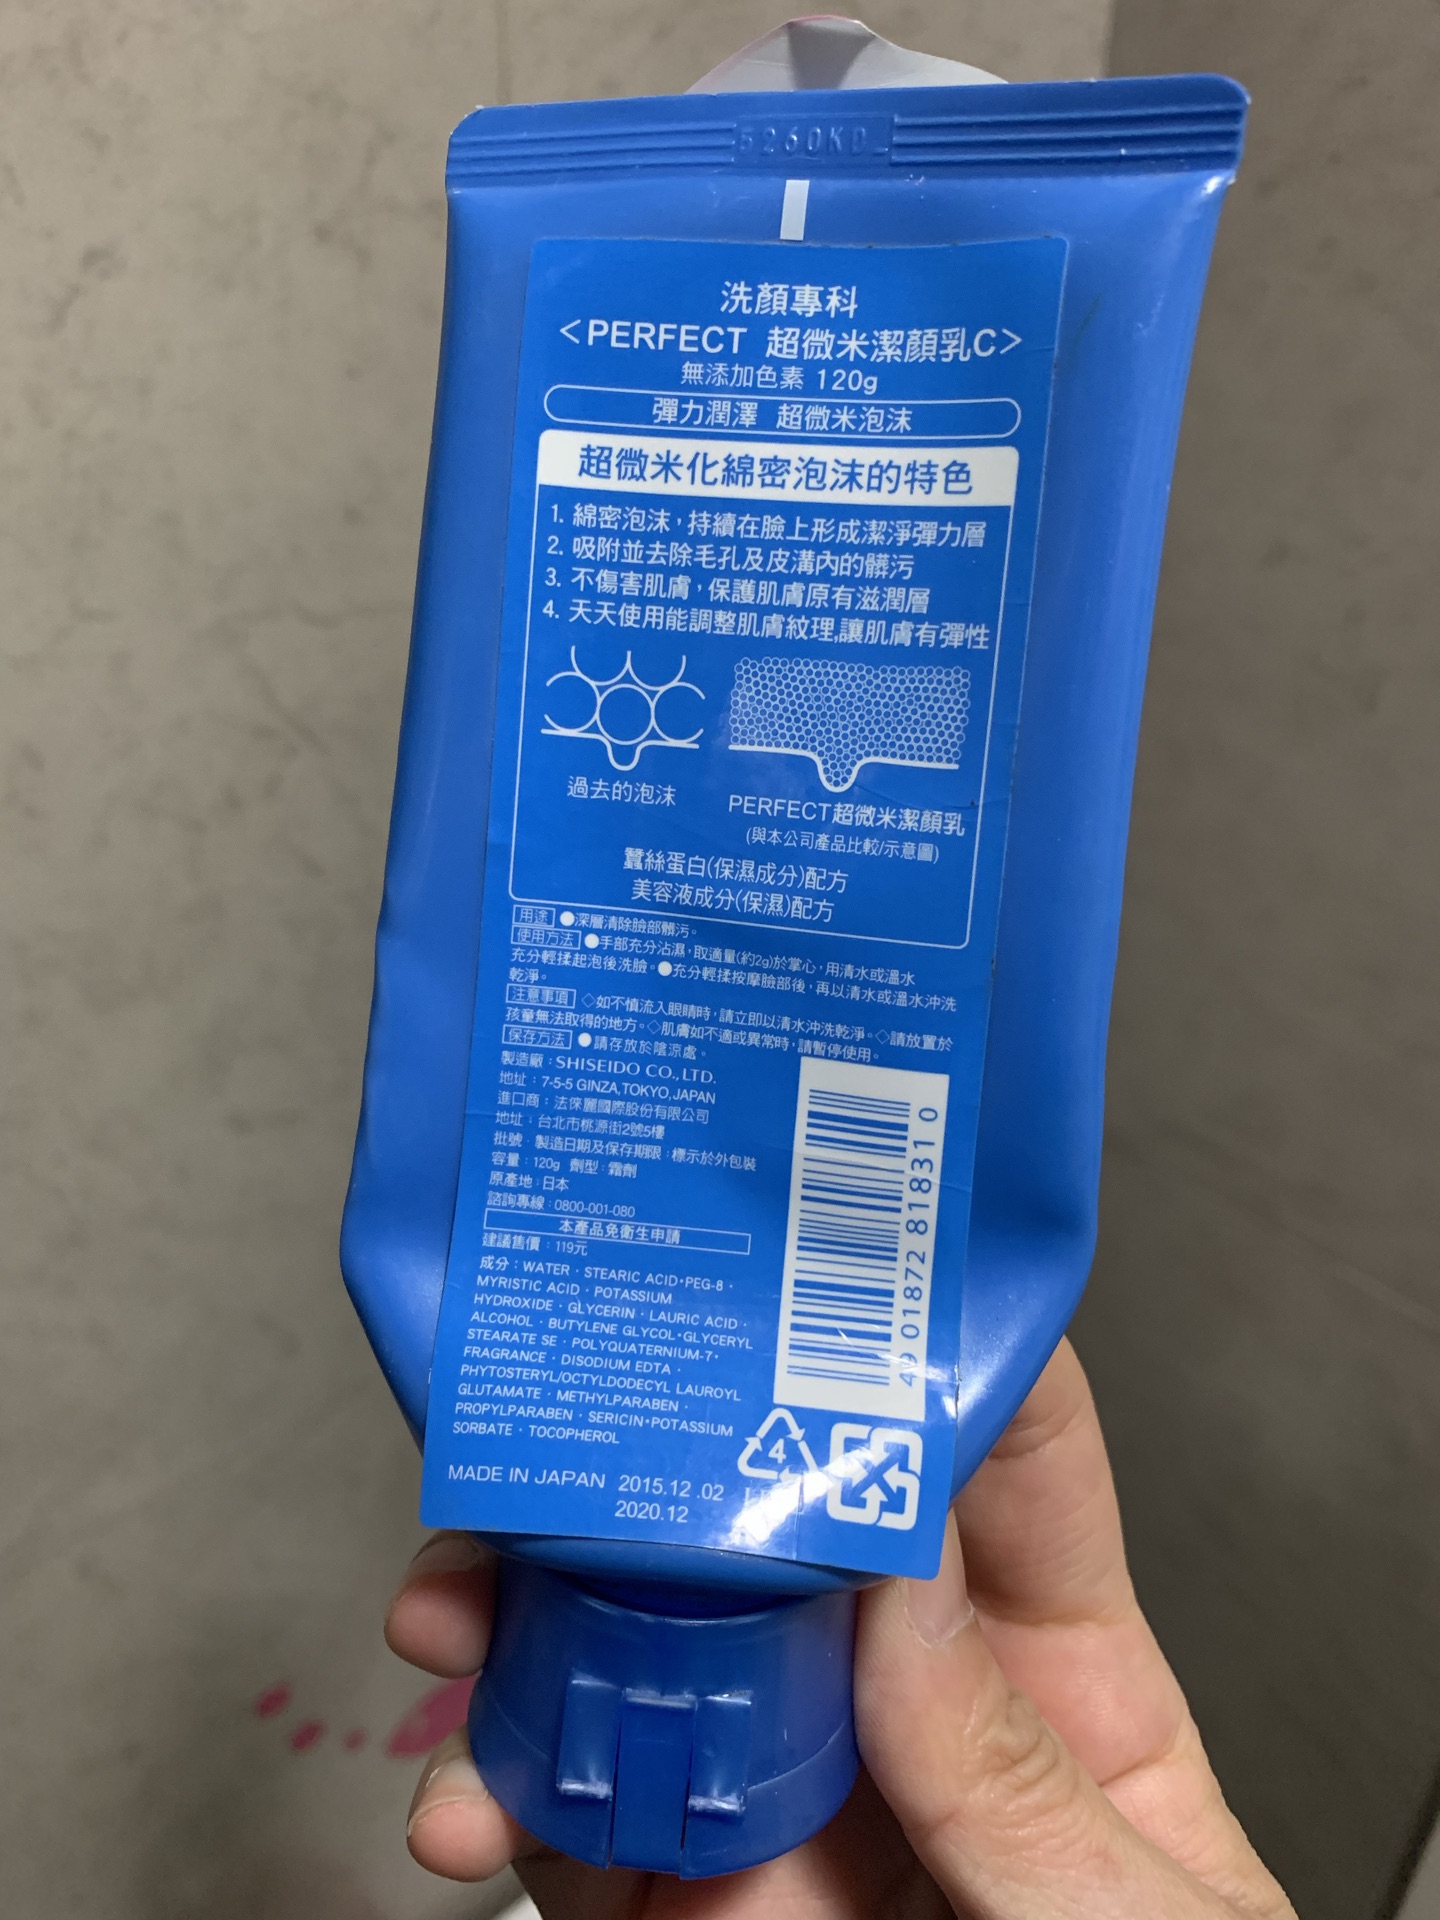 5260KD
洗顏專科
<PERFECT 超微米潔顏乳C>
無添加色素 120g
彈力潤澤 超微米泡沫
超微米化綿密泡沫的特色
1. 綿密泡沫，持續在臉上形成潔淨彈力層
2. 吸附並去除毛孔及皮溝內的髒污
3. 不傷害肌膚，保護肌膚原有滋潤層
4. 天天使用能調整肌膚紋理,讓肌膚有彈性
過去的泡沫
PERFECT超微米潔顏乳
(與本公司產品比較/示意圖)
蠶絲蛋白(保濕成分)配方
美容液成分(保濕)配方
用途 ●深層清除臉部髒污。
使用方法 ●手部充分沾濕，取適量(約2g)於掌心，用清水或溫水
充分輕揉起泡後洗臉。●充分輕揉按摩臉部後，再以清水或溫水沖洗
乾淨。
注意事項 ◇如不慎流入眼睛時，請立即以清水沖洗乾淨。◇請放置於
孩童無法取得的地方。◇肌膚如不適或異常時，請暫停使用。
保存方法 ●請存放於陰涼處。
製造廠：SHISEIDO CO., LTD.
地址：7-5-5 GINZA, TOKYO, JAPAN
進口商：法徠麗國際股份有限公司
地址：台北市桃源街2號5樓
批號．製造日期及保存期限：標示於外包裝
容量：120g 劑型：霜劑
原產地：日本
諮詢專線：0800-001-080
本產品免衛生申請
建議售價：119元
成分：WATER・STEARIC ACID・PEG-8・
MYRISTIC ACID・POTASSIUM
HYDROXIDE・GLYCERIN・LAURIC ACID・
ALCOHOL・BUTYLENE GLYCOL・GLYCERYL
STEARATE SE・POLYQUATERNIUM-7・
FRAGRANCE・DISODIUM EDTA・
PHYTOSTERYL/OCTYLDODECYL LAUROYL
GLUTAMATE・METHYLPARABEN・
PROPYLPARABEN・SERICIN・POTASSIUM
SORBATE・TOCOPHEROL
4 901872 818310
4
MADE IN JAPAN 2015.12.02
2020.12